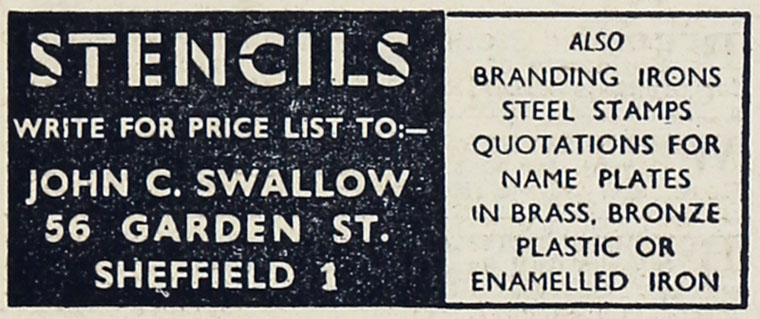 STENCILS
WRITE FOR PRICE LIST TO:—
JOHN C. SWALLOW
56 GARDEN ST.
SHEFFIELD 1
ALSO
BRANDING IRONS
STEEL STAMPS
QUOTATIONS FOR
NAME PLATES
IN BRASS, BRONZE
PLASTIC OR
ENAMELLED IRON